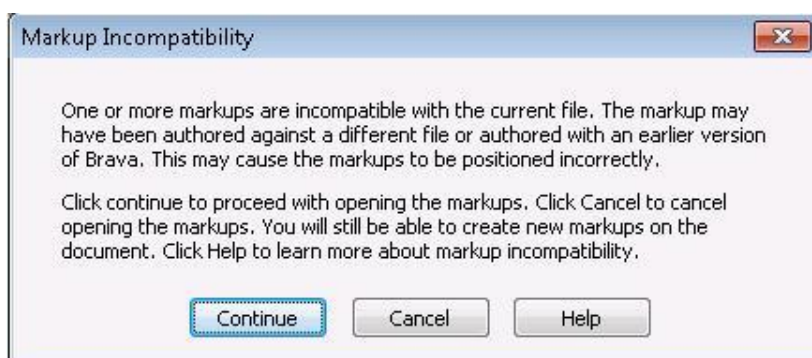 Markup Incompatibility
One or more markups are incompatible with the current file. The markup may
have been authored against a different file or authored with an earlier version
of Brava. This may cause the markups to be positioned incorrectly.
Click continue to proceed with opening the markups. Click Cancel to cancel
opening the markups. You will still be able to create new markups on the
document. Click Help to learn more about markup incompatibility.
Continue Cancel Help